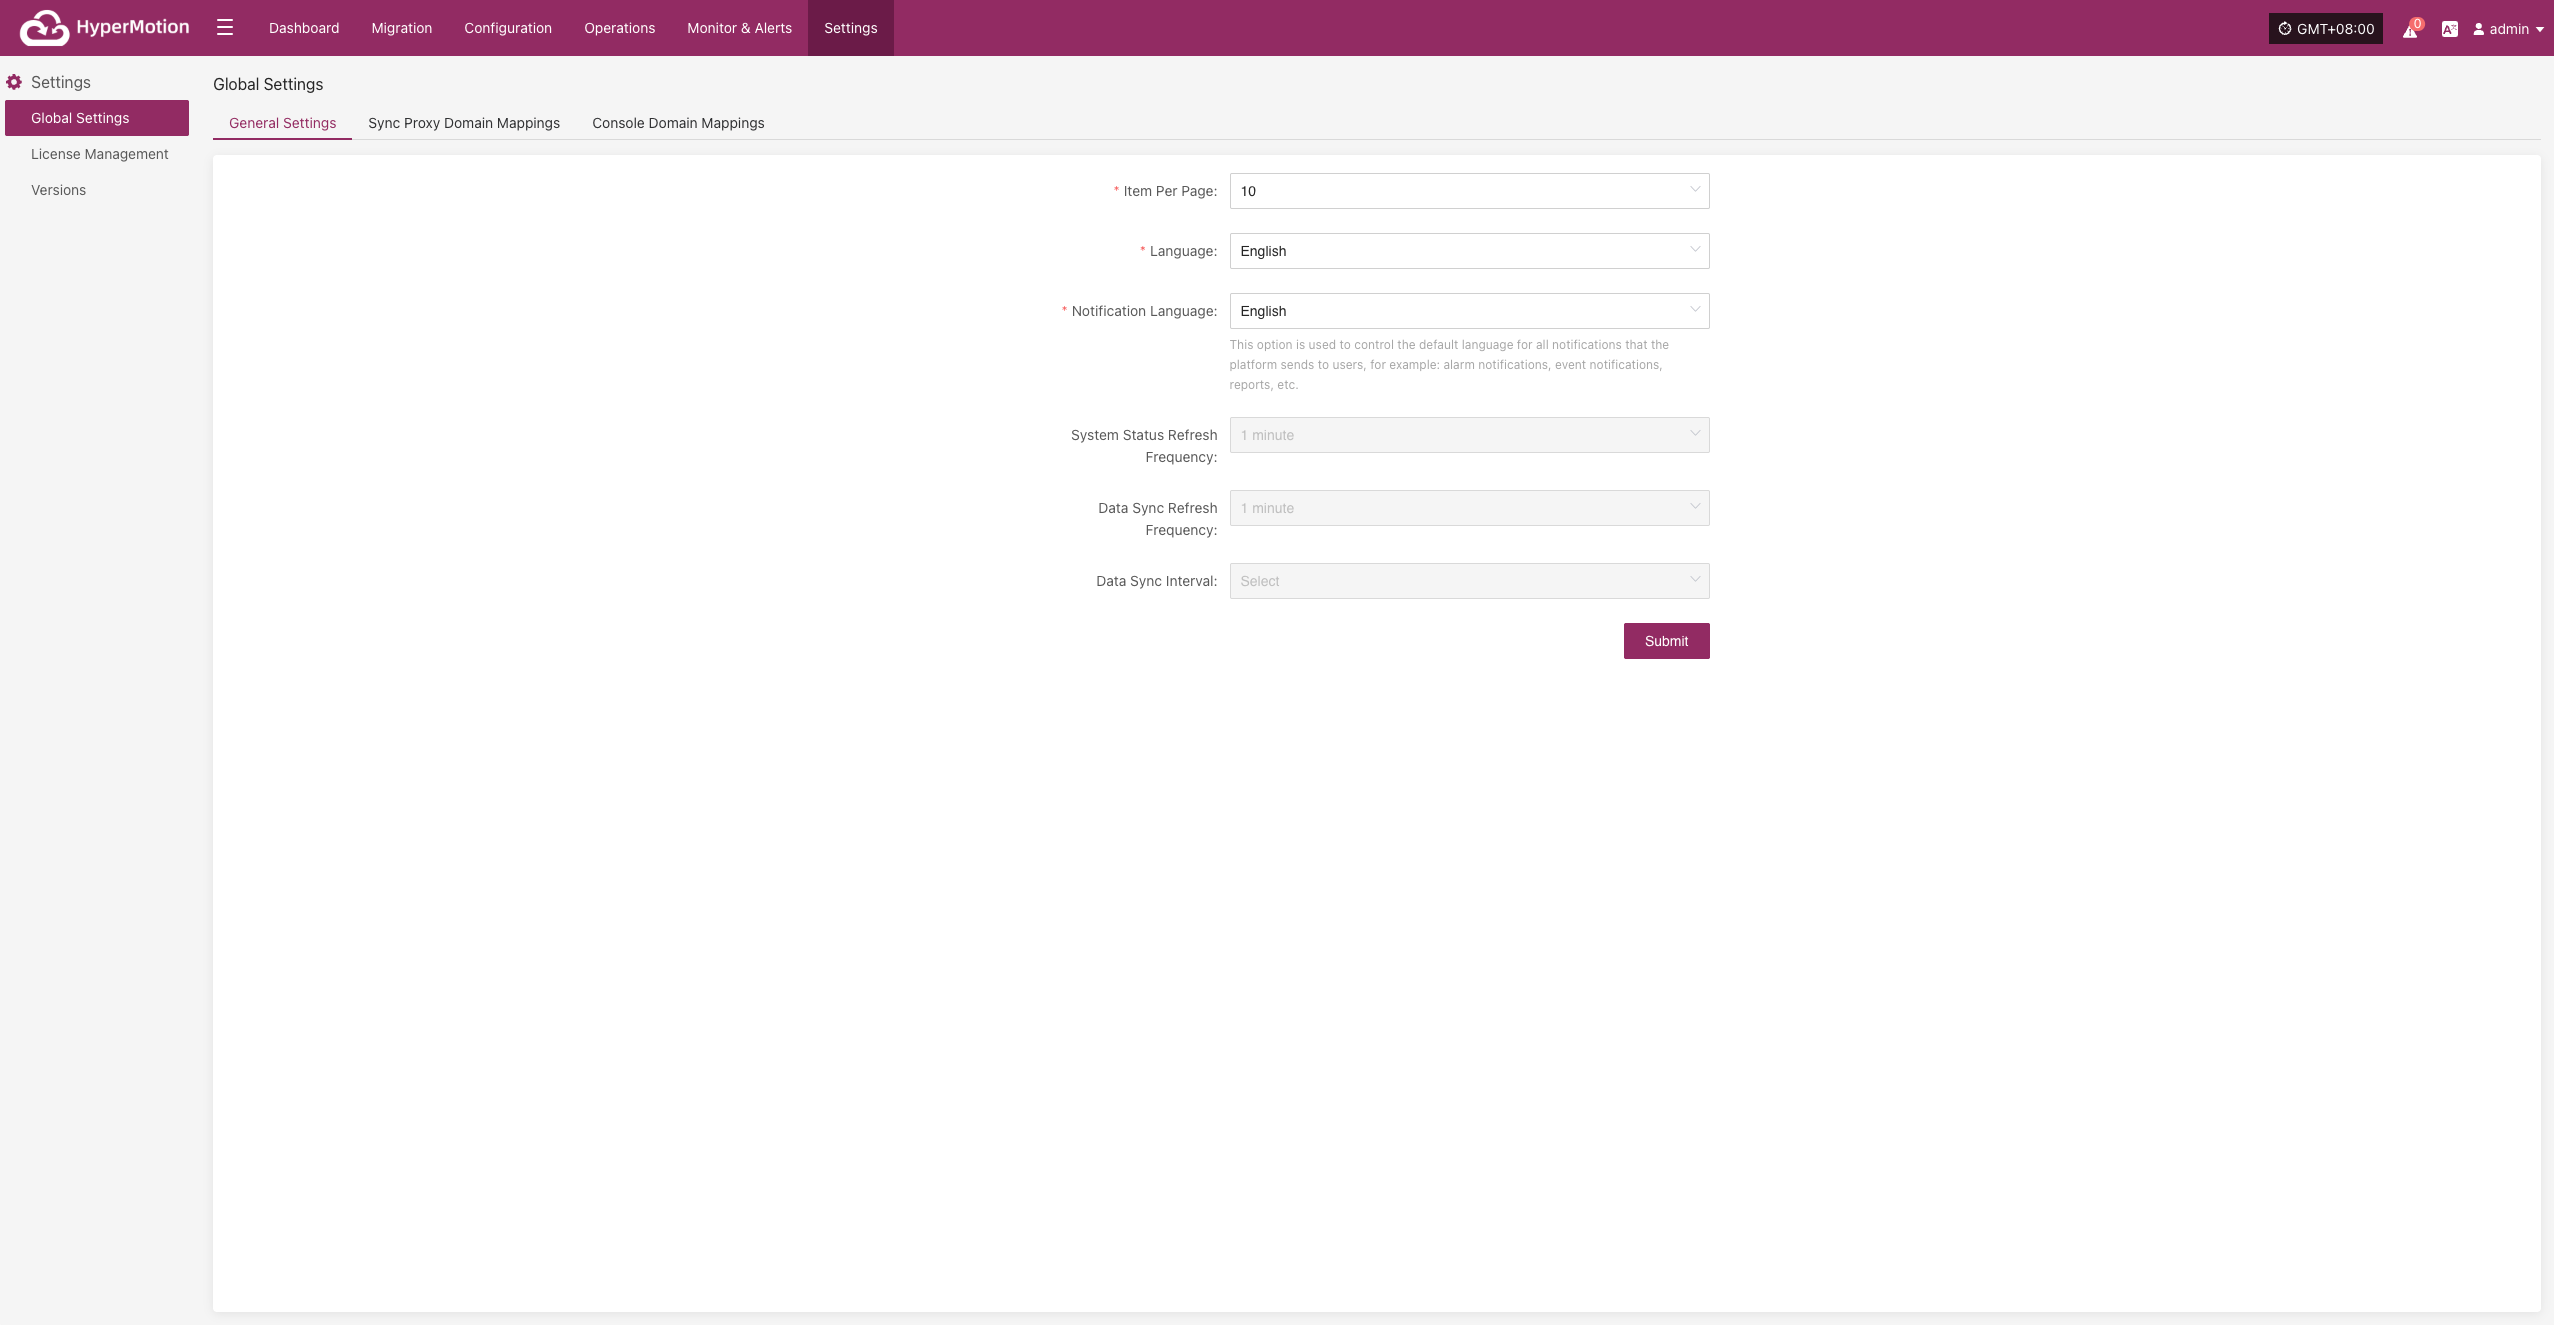 HyperMotion
Dashboard
Migration
Configuration
Operations
Monitor & Alerts
Settings
GMT+08:00
0
admin
Settings
Global Settings
License Management
Versions
Global Settings
General Settings
Sync Proxy Domain Mappings
Console Domain Mappings
* Item Per Page:
10
* Language:
English
* Notification Language:
English
This option is used to control the default language for all notifications that the
platform sends to users, for example: alarm notifications, event notifications,
reports, etc.
System Status Refresh
Frequency:
1 minute
Data Sync Refresh
Frequency:
1 minute
Data Sync Interval:
Select
Submit